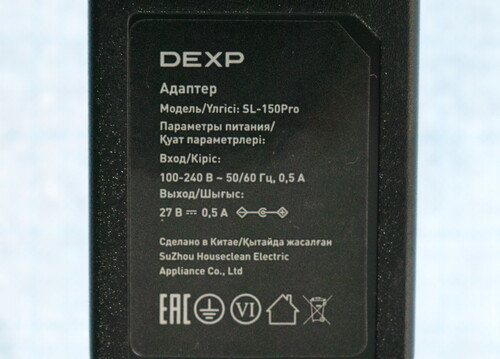 DEXP
Адаптер
Модель/Үлгісі: SL-150Pro
Параметры питания/
Қуат параметрлері:
Вход/Кіріс:
100-240 В ~ 50/60 Гц, 0,5 А
Выход/Шығыс:
27 В ⎓ 0,5 А
Сделано в Китае/Қытайда жасалған
SuZhou Houseclean Electric
Appliance Co., Ltd
EAC VI